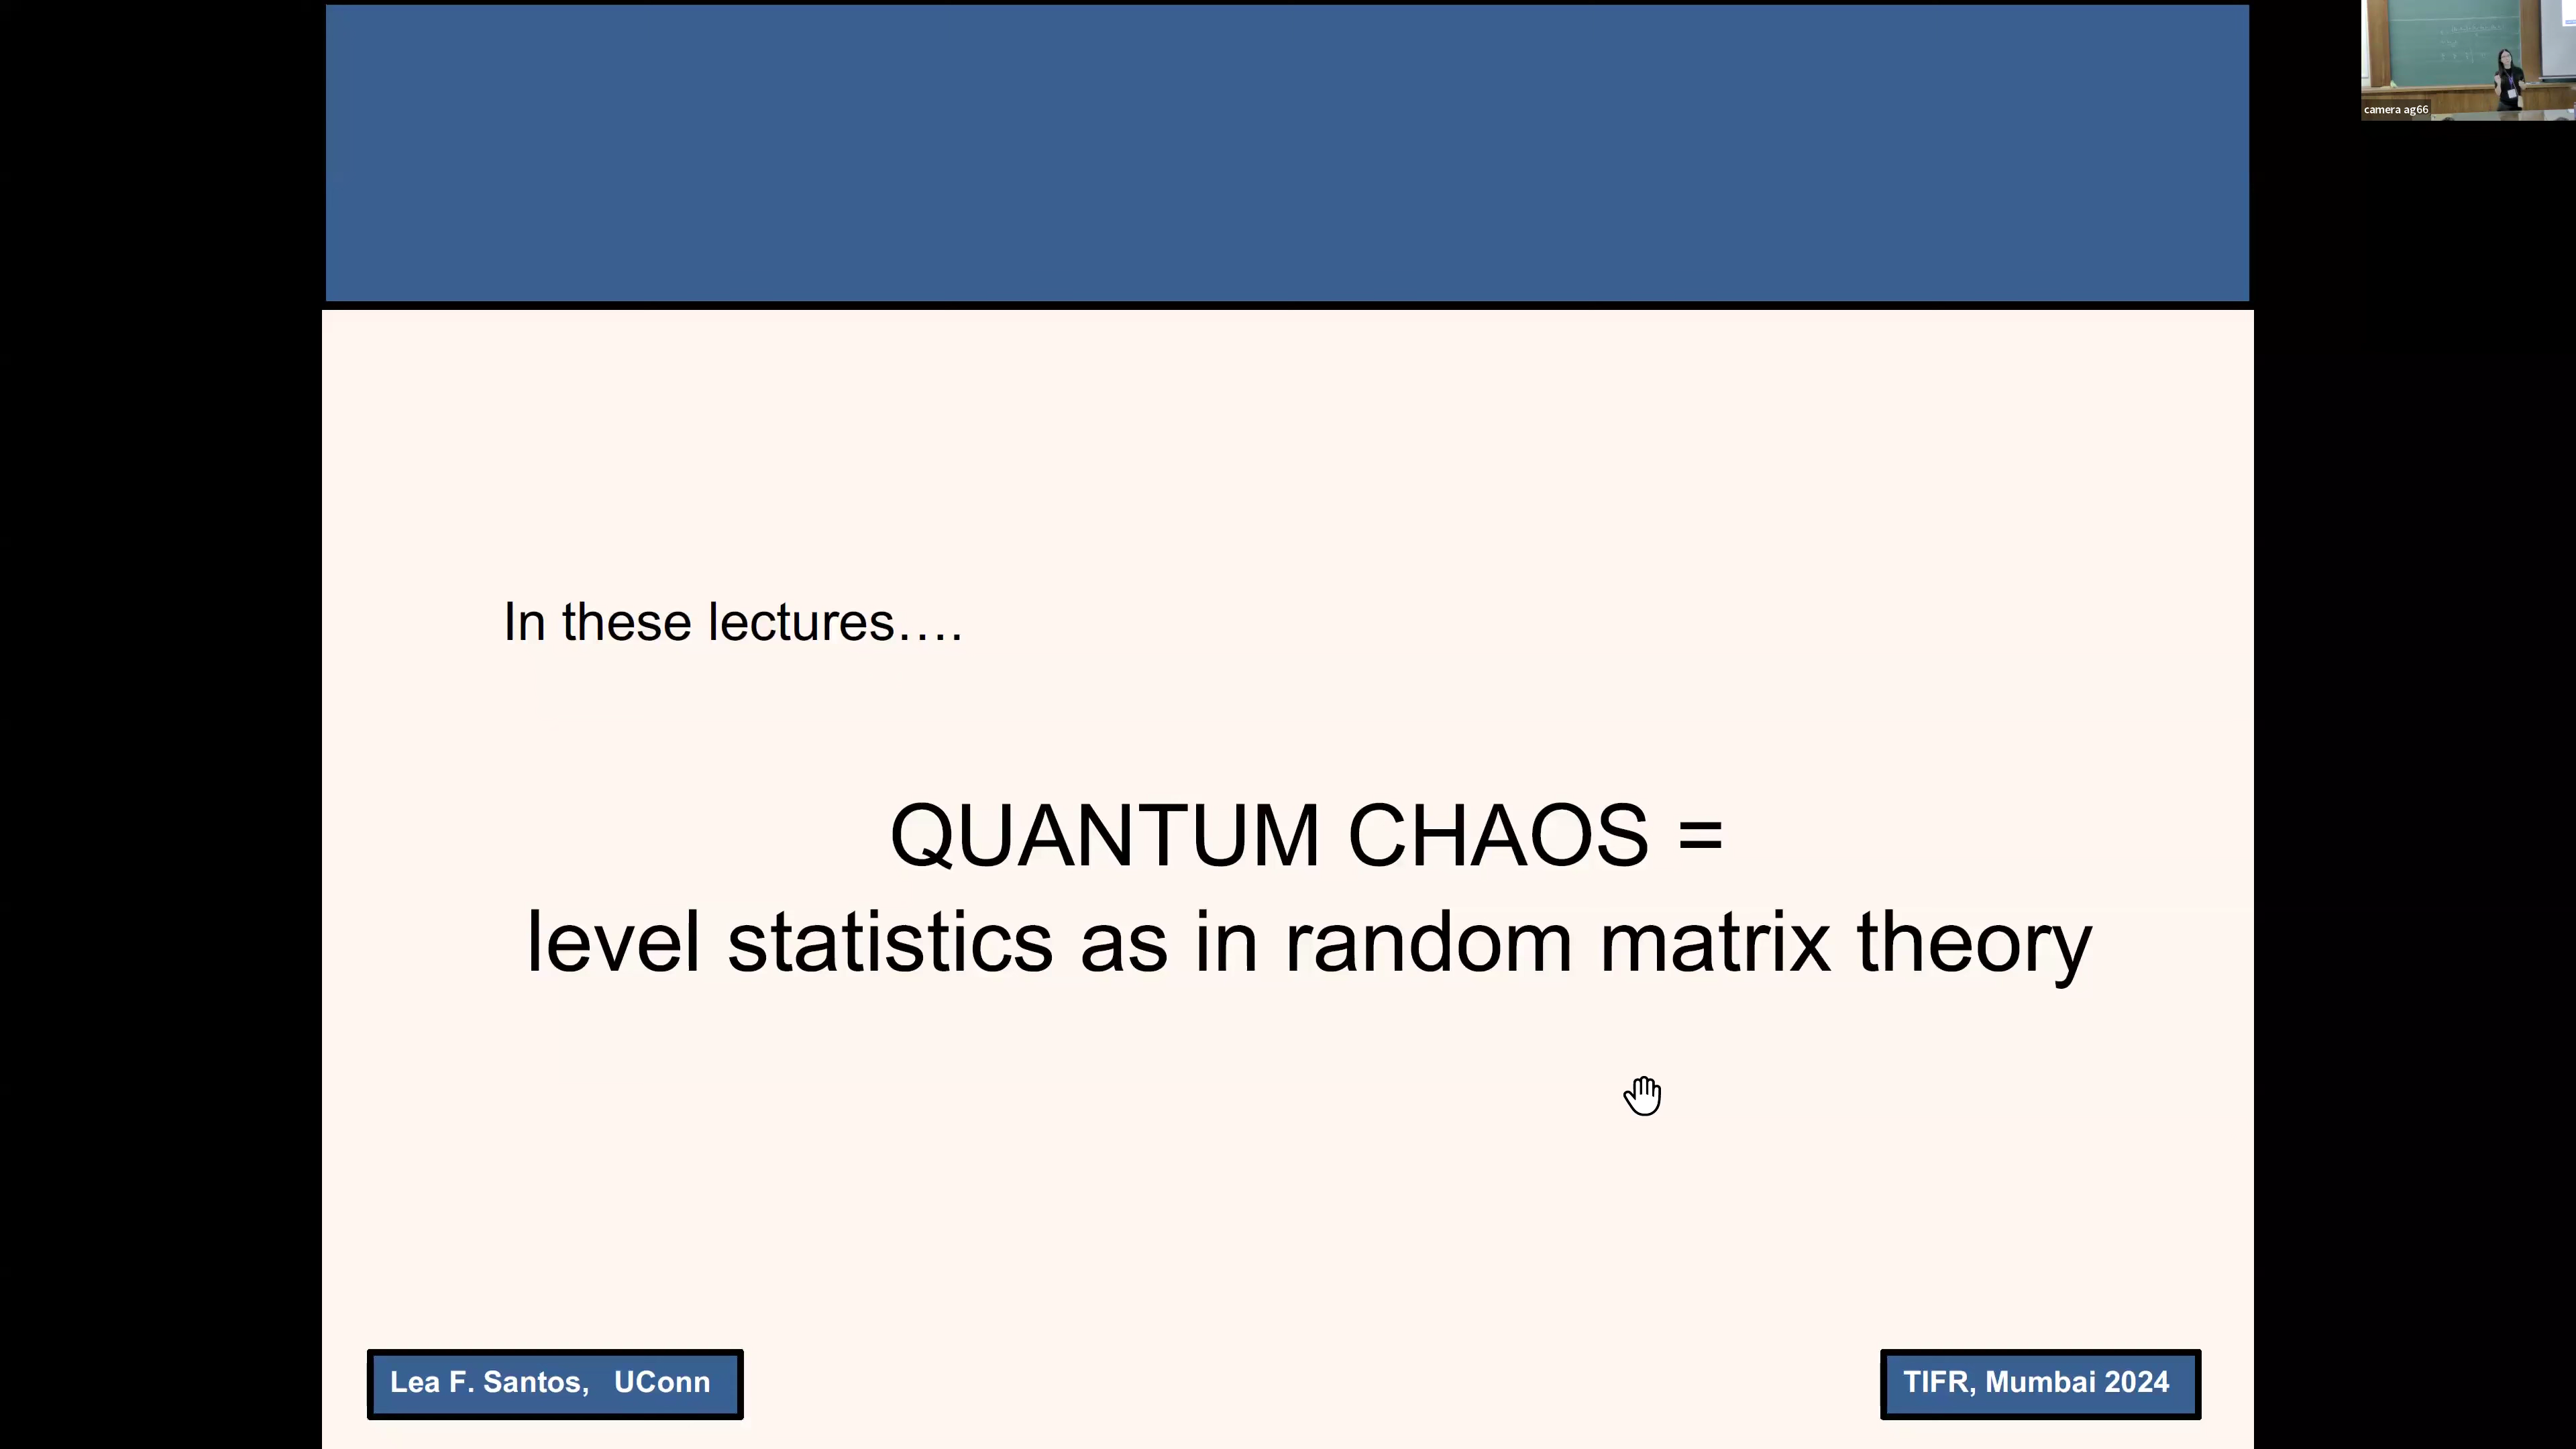 camera ag66
In these lectures….
QUANTUM CHAOS =
level statistics as in random matrix theory
Lea F. Santos, UConn
TIFR, Mumbai 2024